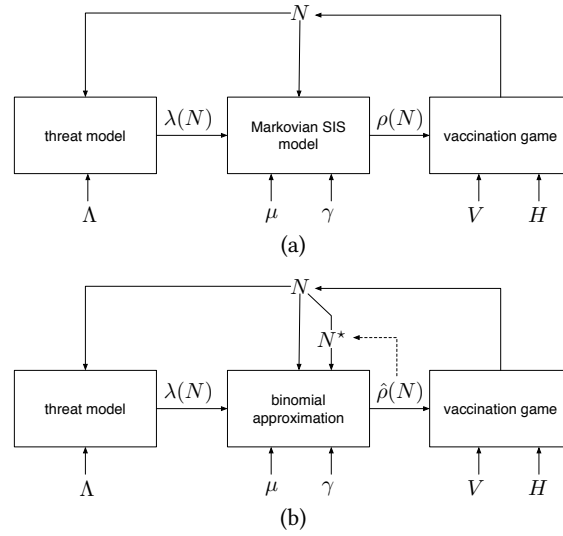 N
threat model
λ(N)
Markovian SIS
model
ρ(N)
vaccination game
Λ
μ
γ
V
H
(a)
N
N⋆
threat model
λ(N)
binomial
approximation
ρ̂(N)
vaccination game
Λ
μ
γ
V
H
(b)